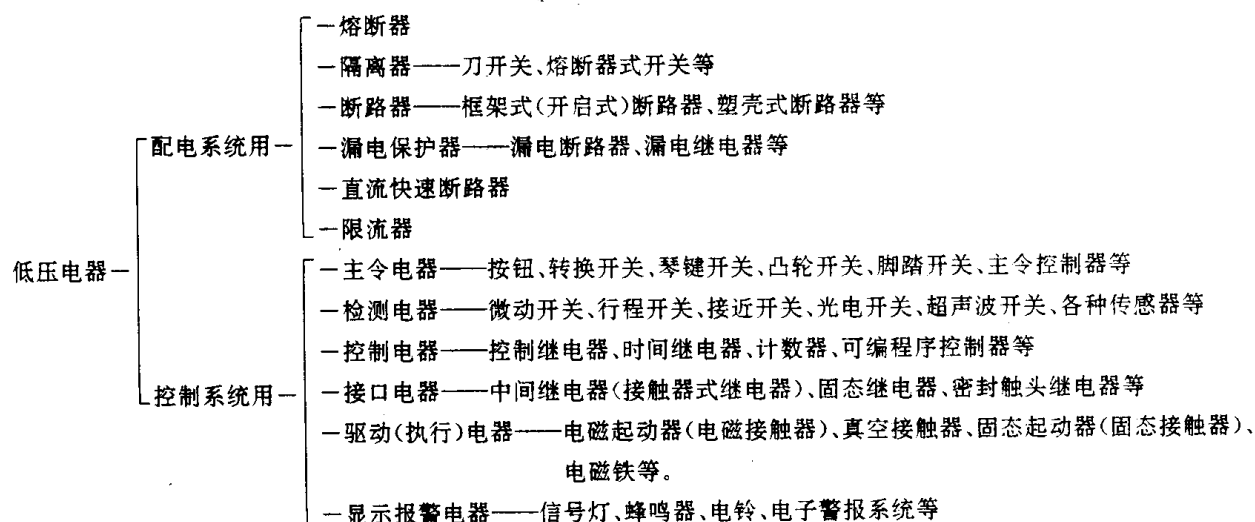 熔断器
隔离器——刀开关、熔断器式开关等
断路器——框架式(开启式)断路器、塑壳式断路器等
配电系统用
漏电保护器——漏电断路器、漏电继电器等
直流快速断路器
限流器
低压电器
主令电器——按钮、转换开关、琴键开关、凸轮开关、脚踏开关、主令控制器等
检测电器——微动开关、行程开关、接近开关、光电开关、超声波开关、各种传感器等
控制电器——控制继电器、时间继电器、计数器、可编程序控制器等
控制系统用
接口电器——中间继电器(接触器式继电器)、固态继电器、密封触头继电器等
驱动(执行)电器——电磁起动器(电磁接触器)、真空接触器、固态起动器(固态接触器)、
电磁铁等。
显示报警电器——信号灯、蜂鸣器、电铃、电子警报系统等